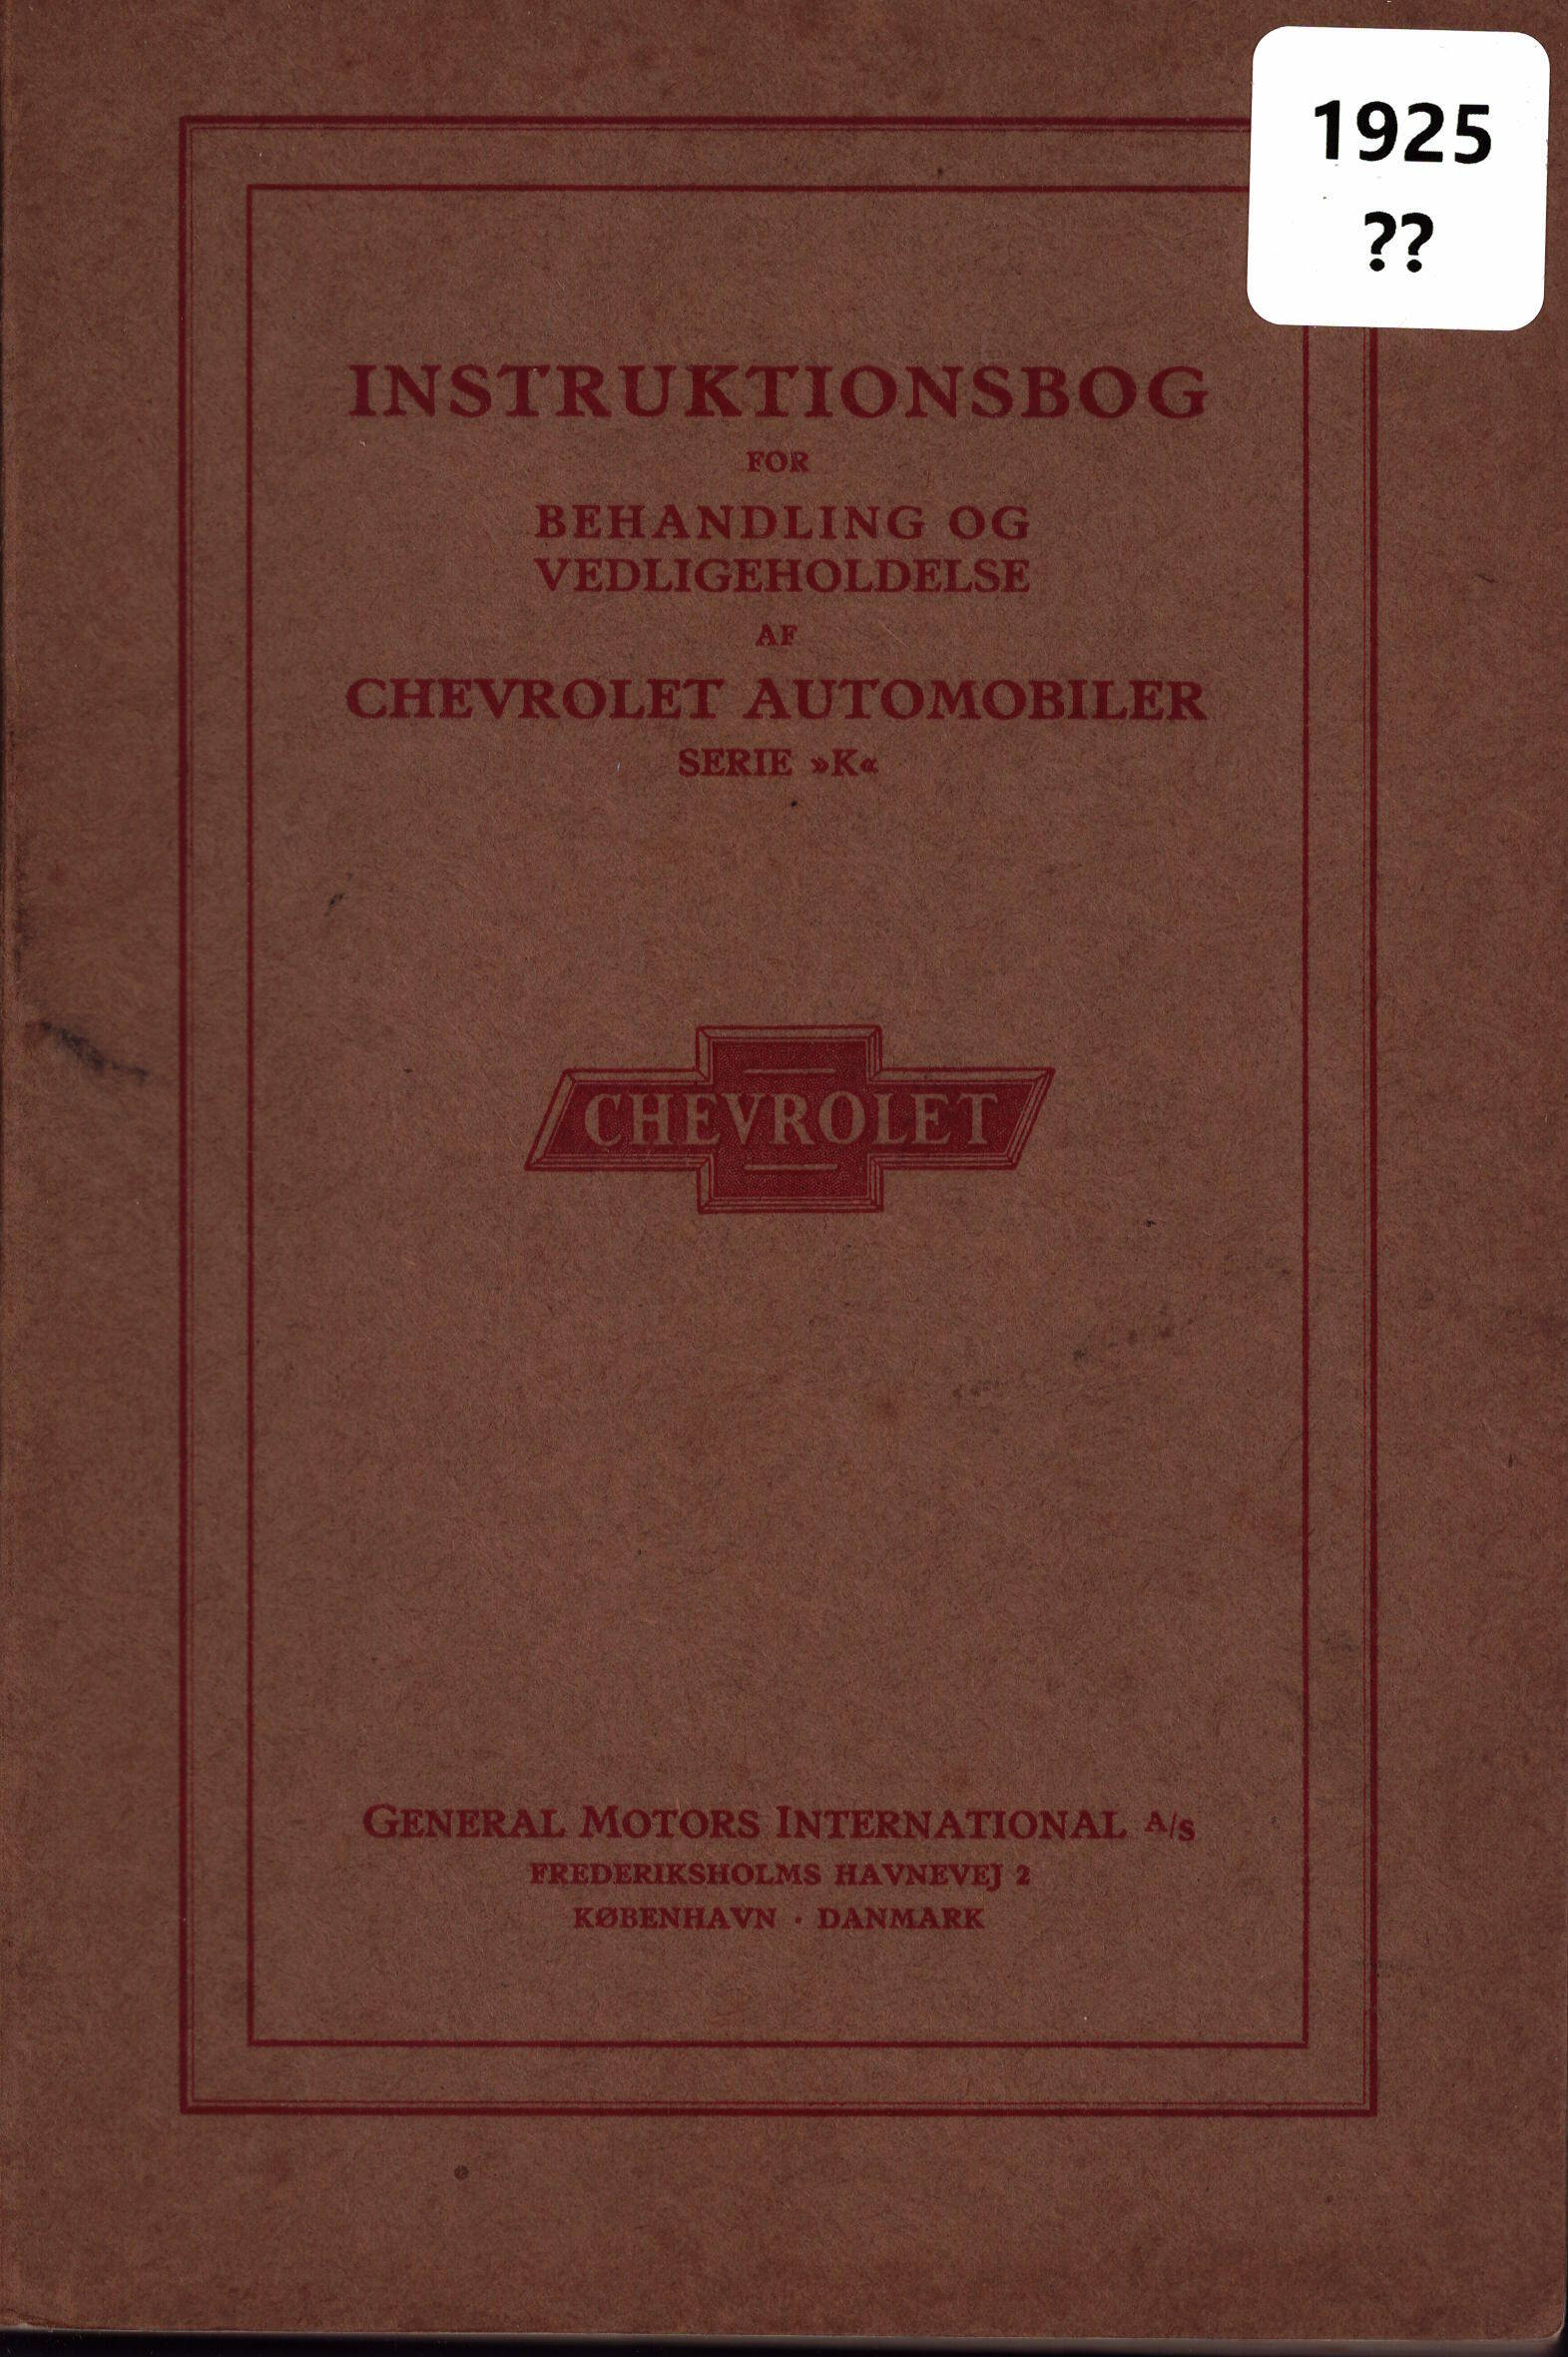 1925
??
INSTRUKTIONSBOG
FOR
BEHANDLING OG
VEDLIGEHOLDELSE
AF
CHEVROLET AUTOMOBILER
SERIE »K«
CHEVROLET
GENERAL MOTORS INTERNATIONAL A/S
FREDERIKSHOLMS HAVNEVEJ 2
KØBENHAVN · DANMARK